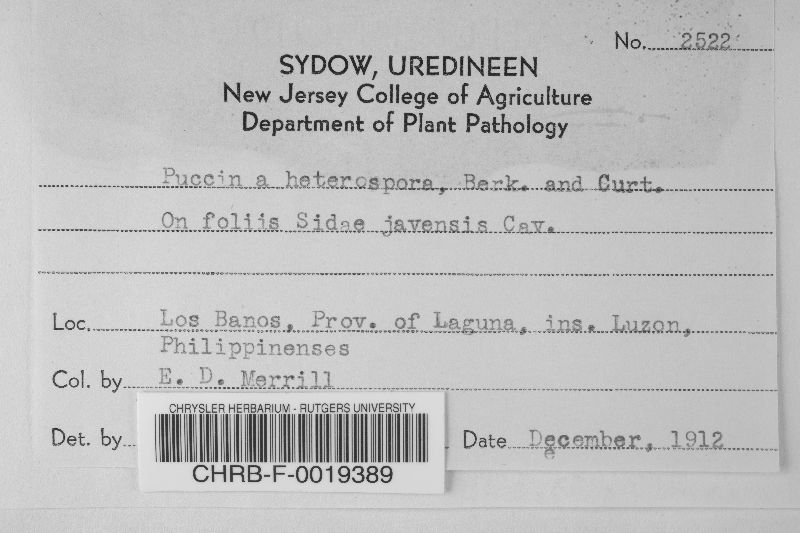 No. 2522
SYDOW, UREDINEEN
New Jersey College of Agriculture
Department of Plant Pathology
Puccin a heterospora, Berk. and Curt.
On foliis Sidae javensis Cav.
Loc. Los Banos, Prov. of Laguna, ins. Luzon,
Philippinenses
Col. by E. D. Merrill
Det. by
Date December, 1912
CHRYSLER HERBARIUM - RUTGERS UNIVERSITY
CHRB-F-0019389